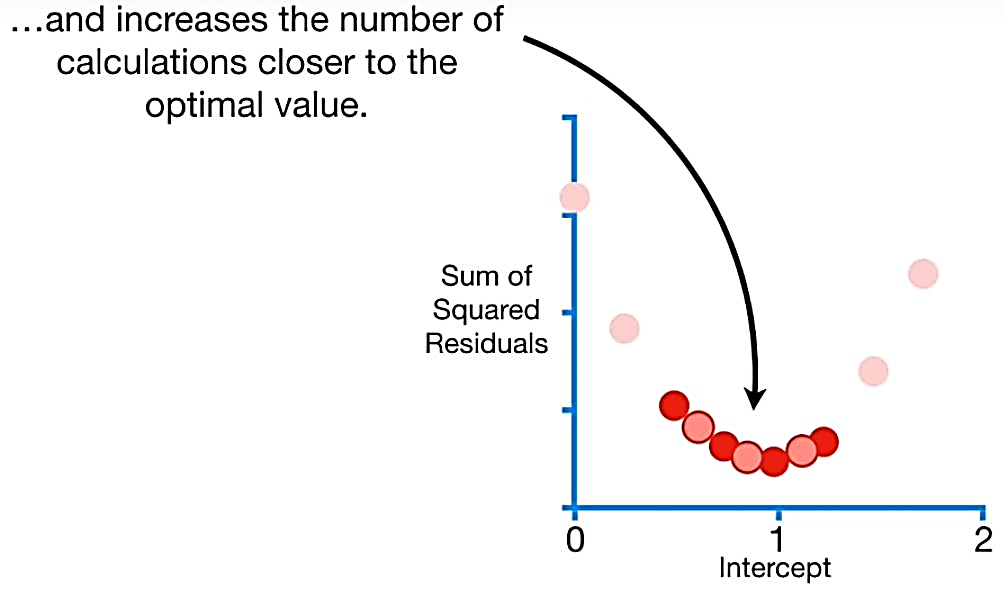 ...and increases the number of
calculations closer to the
optimal value.
Sum of
Squared
Residuals
0
1
2
Intercept